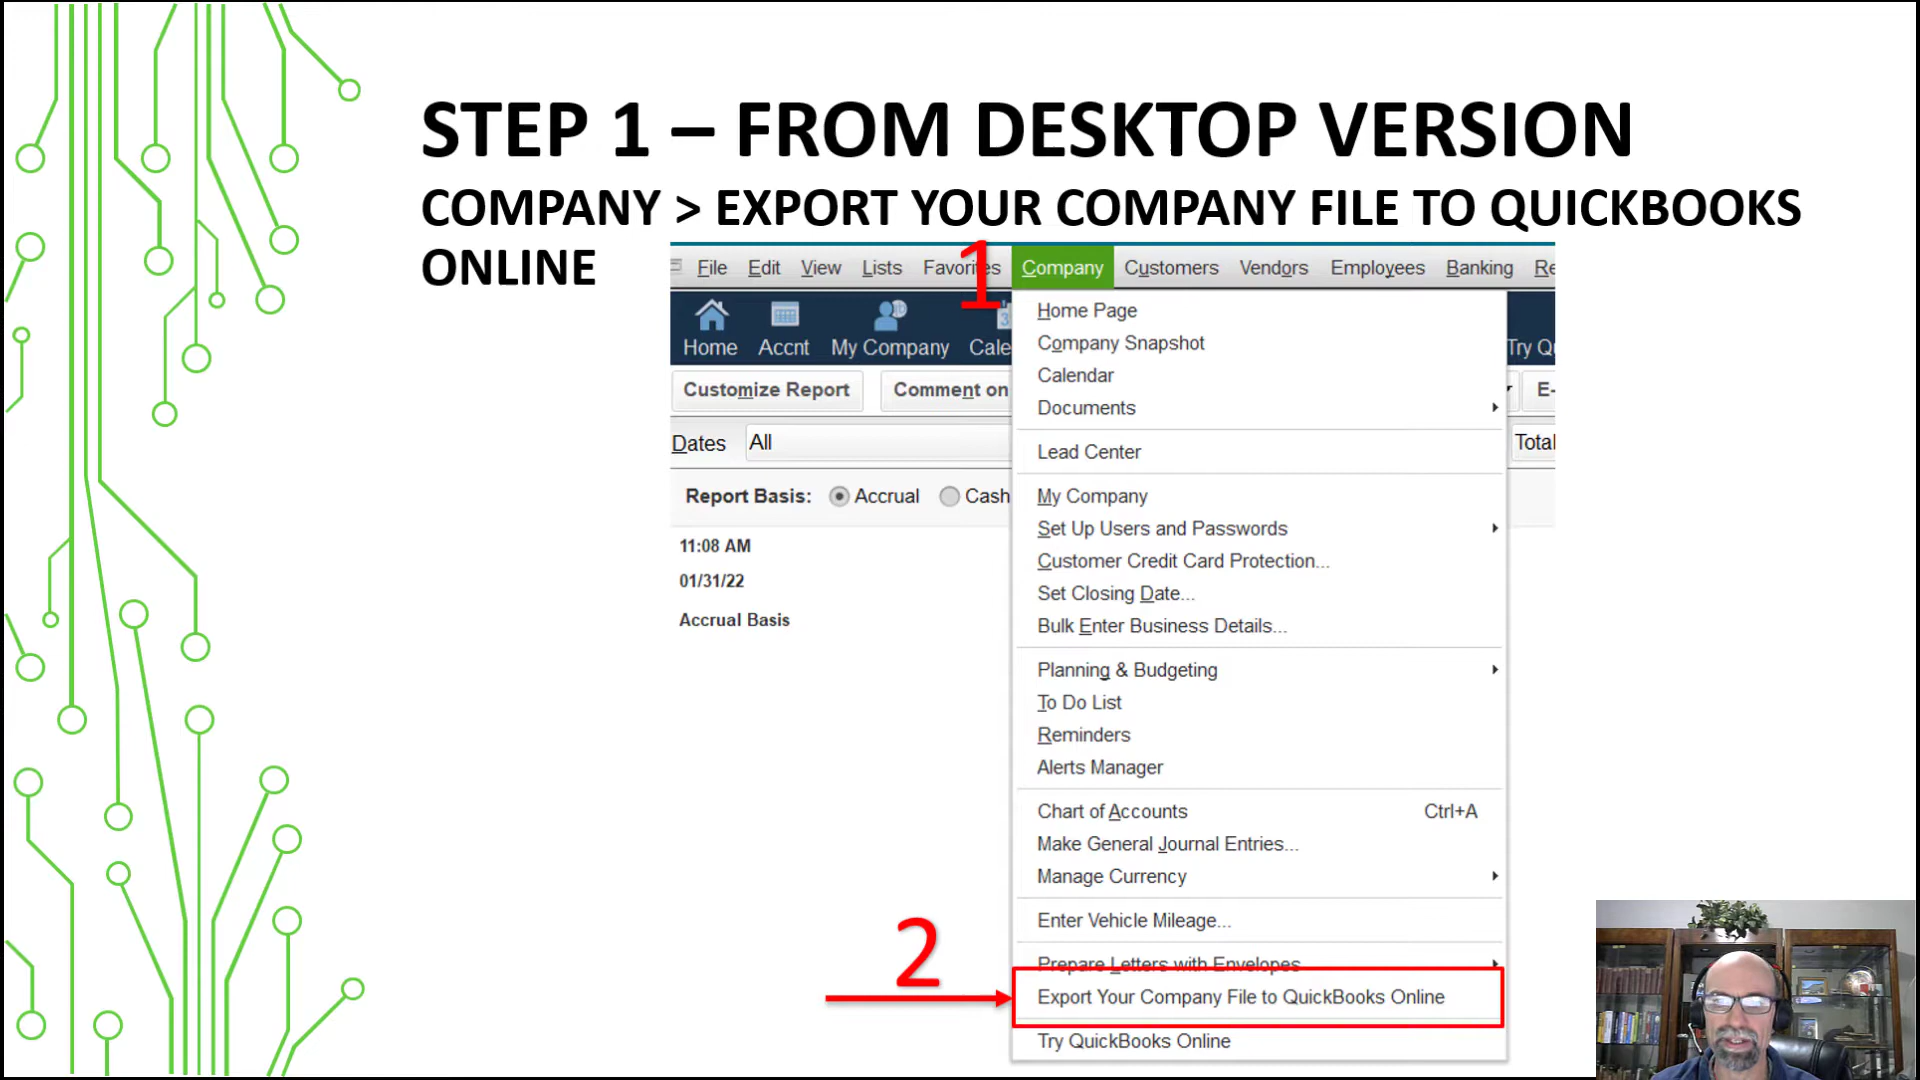 STEP 1 – FROM DESKTOP VERSION
COMPANY > EXPORT YOUR COMPANY FILE TO QUICKBOOKS
ONLINE
1
File Edit View Lists Favorites Company Customers Vendors Employees Banking Re
Home Accnt My Company Cale Try Qu
Customize Report Comment on E-
Dates All Total
Report Basis: Accrual Cash
11:08 AM
01/31/22
Accrual Basis
Home Page
Company Snapshot
Calendar
Documents
Lead Center
My Company
Set Up Users and Passwords
Customer Credit Card Protection...
Set Closing Date...
Bulk Enter Business Details...
Planning & Budgeting
To Do List
Reminders
Alerts Manager
Chart of Accounts Ctrl+A
Make General Journal Entries...
Manage Currency
Enter Vehicle Mileage...
Prepare Letters with Envelopes
2
Export Your Company File to QuickBooks Online
Try QuickBooks Online